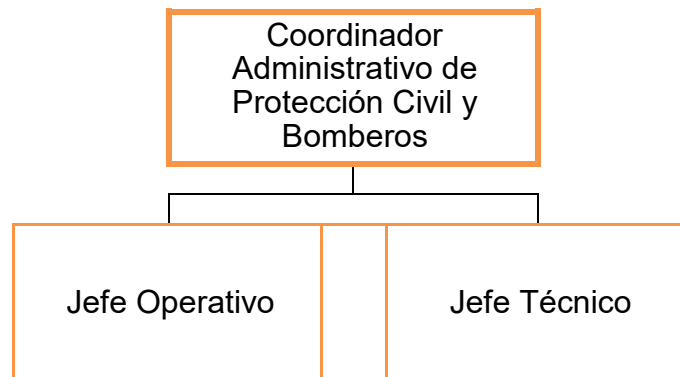 Coordinador
Administrativo de
Protección Civil y
Bomberos
Jefe Operativo
Jefe Técnico